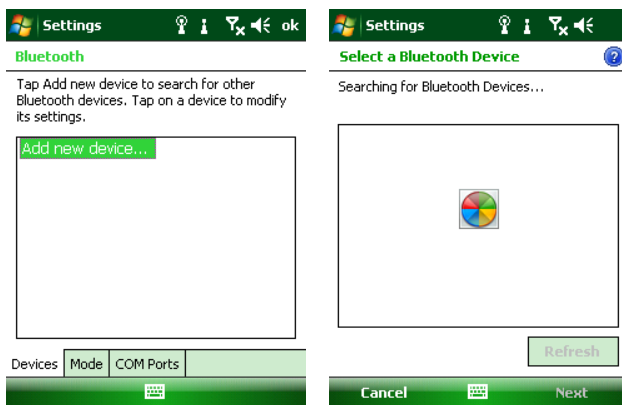 Settings
ok
Bluetooth
Tap Add new device to search for other
Bluetooth devices. Tap on a device to modify
its settings.
Add new device...
Devices
Mode
COM Ports
Settings
Select a Bluetooth Device
?
Searching for Bluetooth Devices...
Refresh
Cancel
Next